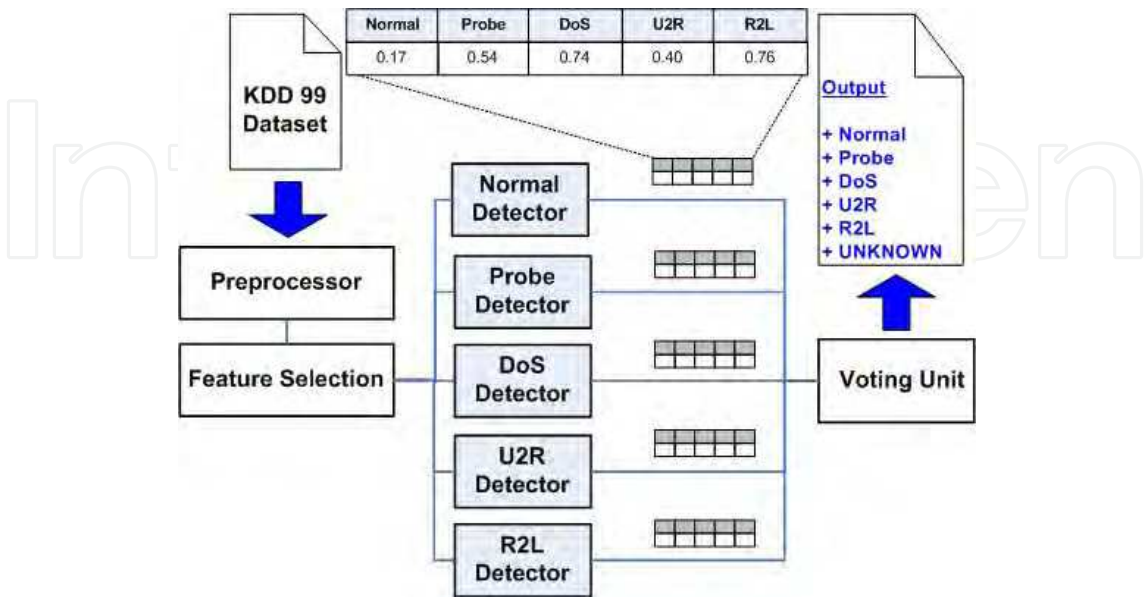 Normal Probe DoS U2R R2L
0.17 0.54 0.74 0.40 0.76
KDD 99
Dataset
Output
+ Normal
+ Probe
+ DoS
+ U2R
+ R2L
+ UNKNOWN
Preprocessor
Feature Selection
Normal
Detector
Probe
Detector
DoS
Detector
U2R
Detector
R2L
Detector
Voting Unit